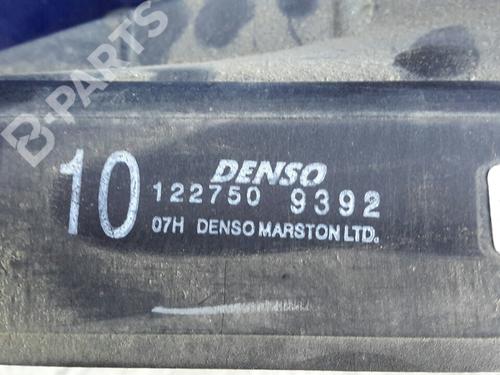 B-PARTS
10
DENSO
122750 9392
07H DENSO MARSTON LTD.